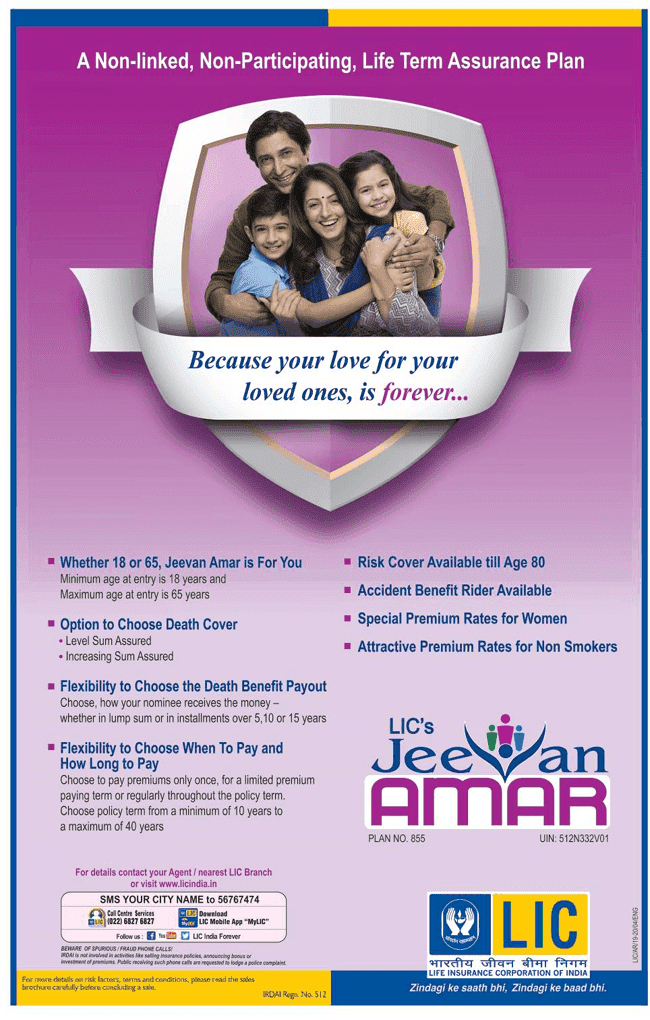 A Non-linked, Non-Participating, Life Term Assurance Plan
Because your love for your
loved ones, is forever...
▪ Whether 18 or 65, Jeevan Amar is For You
Minimum age at entry is 18 years and
Maximum age at entry is 65 years
▪ Option to Choose Death Cover
• Level Sum Assured
• Increasing Sum Assured
▪ Flexibility to Choose the Death Benefit Payout
Choose, how your nominee receives the money –
whether in lump sum or in installments over 5,10 or 15 years
▪ Flexibility to Choose When To Pay and
How Long to Pay
Choose to pay premiums only once, for a limited premium
paying term or regularly throughout the policy term.
Choose policy term from a minimum of 10 years to
a maximum of 40 years
▪ Risk Cover Available till Age 80
▪ Accident Benefit Rider Available
▪ Special Premium Rates for Women
▪ Attractive Premium Rates for Non Smokers
LIC's
Jeevan
AMAR
PLAN NO. 855 UIN: 512N332V01
For details contact your Agent / nearest LIC Branch
or visit www.licindia.in
SMS YOUR CITY NAME to 56767474
LIC Call Centre Services
(022) 6827 6827
Download
LIC Mobile App "MyLIC"
Follow us : You Tube LIC India Forever
BEWARE OF SPURIOUS / FRAUD PHONE CALLS!
IRDAI is not involved in activities like selling insurance policies, announcing bonus or
investment of premiums. Public receiving such phone calls are requested to lodge a police complaint.
For more details on risk factors, terms and conditions, please read the sales
brochure carefully before concluding a sale.
IRDAI Regn. No. 512
LIC
भारतीय जीवन बीमा निगम
LIFE INSURANCE CORPORATION OF INDIA
Zindagi ke saath bhi, Zindagi ke baad bhi.
LIC/AR/19-20/04/ENG